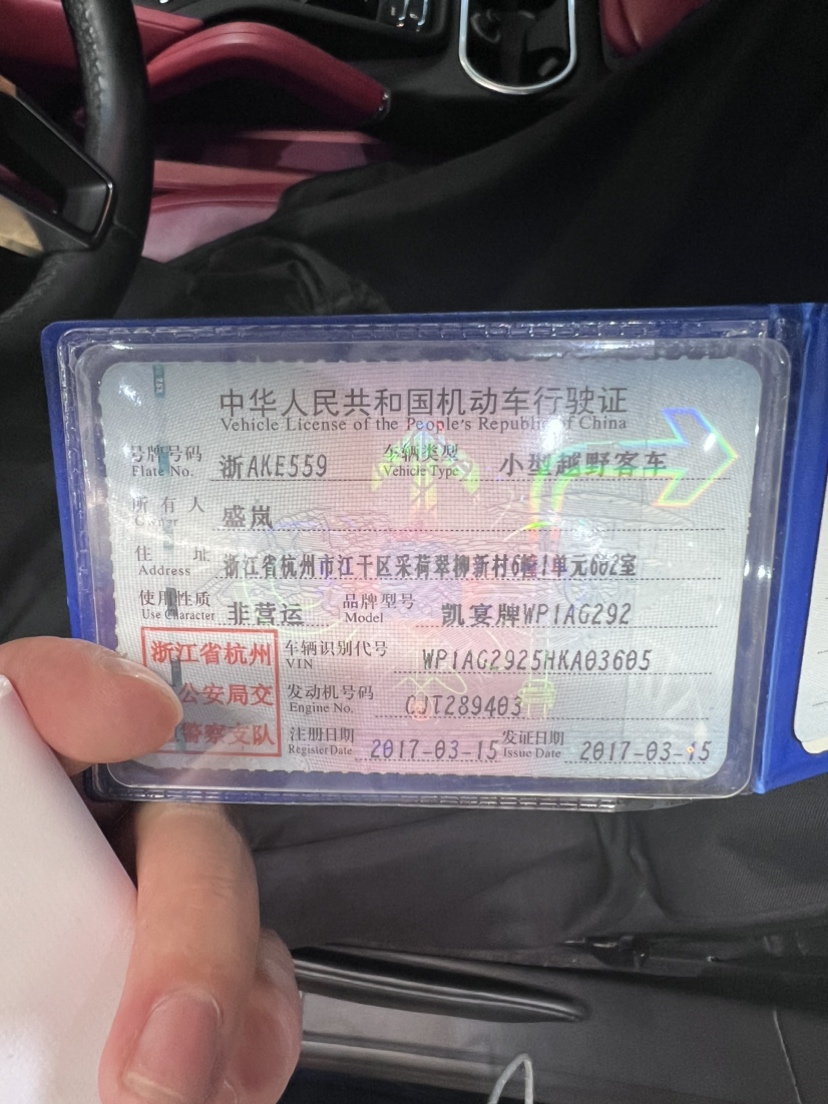 中华人民共和国机动车行驶证
Vehicle License of the People's Republic of China
号牌号码 浙AKE559 车辆类型 小型越野客车
Plate No. Vehicle Type
所有人 盛岚
Owner
住址 浙江省杭州市江干区采荷翠柳新村6幢1单元602室
Address
使用性质 非营运 品牌型号 凯宴牌WP1AG292
Use Character Model
浙江省杭州 车辆识别代号 WP1AG2925HKA03605
VIN
公安局交 发动机号码 CJT289403
Engine No.
警察支队 注册日期 2017-03-15 发证日期 2017-03-15
Register Date Issue Date